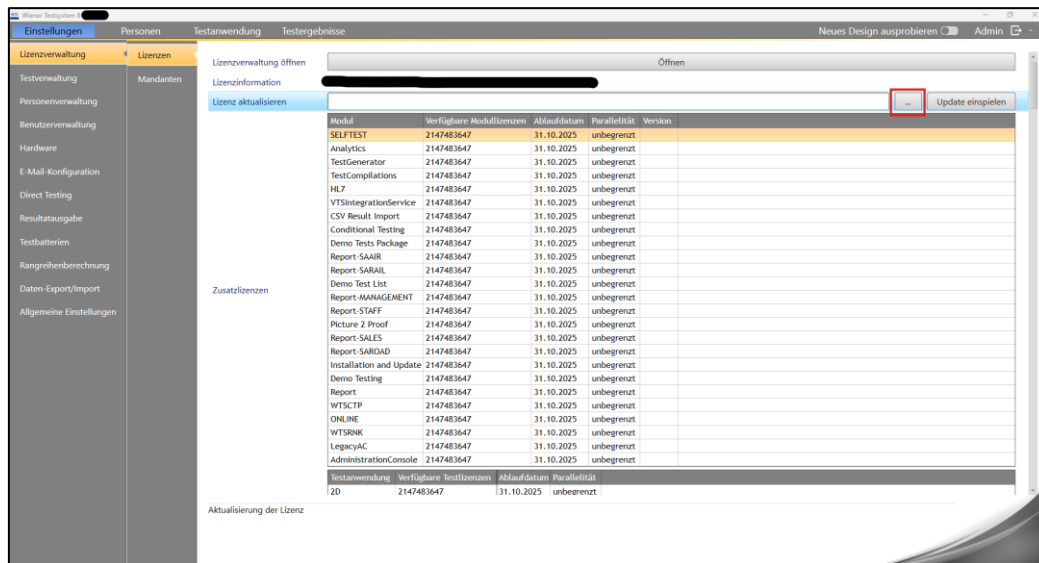 Wiener Testsystem 8
Einstellungen Personen Testanwendung Testergebnisse Neues Design ausprobieren Admin
Lizenzverwaltung
Testverwaltung
Personenverwaltung
Benutzerverwaltung
Hardware
E-Mail-Konfiguration
Direct Testing
Resultatausgabe
Testbatterien
Rangreihenberechnung
Daten-Export/Import
Allgemeine Einstellungen
Lizenzen
Mandanten
Lizenzverwaltung öffnen Öffnen
Lizenzinformation
Lizenz aktualisieren ... Update einspielen
Zusatzlizenzen
Modul Verfügbare Modullizenzen Ablaufdatum Parallelität Version
SELFTEST 2147483647 31.10.2025 unbegrenzt
Analytics 2147483647 31.10.2025 unbegrenzt
TestGenerator 2147483647 31.10.2025 unbegrenzt
TestCompilations 2147483647 31.10.2025 unbegrenzt
HL7 2147483647 31.10.2025 unbegrenzt
VTSIntegrationService 2147483647 31.10.2025 unbegrenzt
CSV Result Import 2147483647 31.10.2025 unbegrenzt
Conditional Testing 2147483647 31.10.2025 unbegrenzt
Demo Tests Package 2147483647 31.10.2025 unbegrenzt
Report-SAAIR 2147483647 31.10.2025 unbegrenzt
Report-SARAIL 2147483647 31.10.2025 unbegrenzt
Demo Test List 2147483647 31.10.2025 unbegrenzt
Report-MANAGEMENT 2147483647 31.10.2025 unbegrenzt
Report-STAFF 2147483647 31.10.2025 unbegrenzt
Picture 2 Proof 2147483647 31.10.2025 unbegrenzt
Report-SALES 2147483647 31.10.2025 unbegrenzt
Report-SAROAD 2147483647 31.10.2025 unbegrenzt
Installation and Update 2147483647 31.10.2025 unbegrenzt
Demo Testing 2147483647 31.10.2025 unbegrenzt
Report 2147483647 31.10.2025 unbegrenzt
WTSCTP 2147483647 31.10.2025 unbegrenzt
ONLINE 2147483647 31.10.2025 unbegrenzt
WTSRNK 2147483647 31.10.2025 unbegrenzt
LegacyAC 2147483647 31.10.2025 unbegrenzt
AdministrationConsole 2147483647 31.10.2025 unbegrenzt
Testanwendung Verfügbare Testlizenzen Ablaufdatum Parallelität
2D 2147483647 31.10.2025 unbegrenzt
Aktualisierung der Lizenz